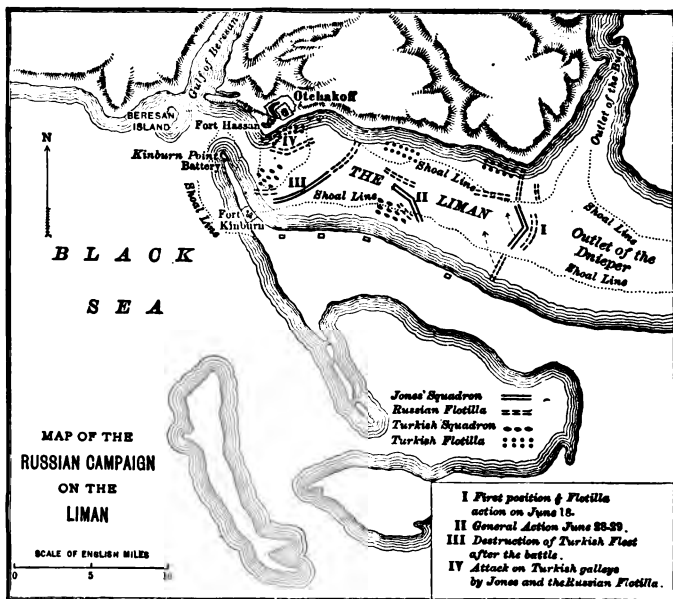 Gulf of Beresan
Otchakoff
BERESAN
ISLAND
Fort Hassan
IV
Outlet of the Bug
N
Kinburn Point
Battery
III
THE
Shoal Line
LIMAN
II
Shoal Line
I
Shoal Line
Outlet of the
Dnieper
Shoal Line
Shoal Line
Fort
Kinburn
BLACK
SEA
Jones' Squadron
Russian Flotilla
Turkish Squadron
Turkish Flotilla
MAP OF THE
RUSSIAN CAMPAIGN
ON THE
LIMAN
SCALE OF ENGLISH MILES
0 5 10
I First position & Flotilla
action on June 18.
II General Action June 28-29.
III Destruction of Turkish Fleet
after the battle.
IV Attack on Turkish galleys
by Jones and the Russian Flotilla.